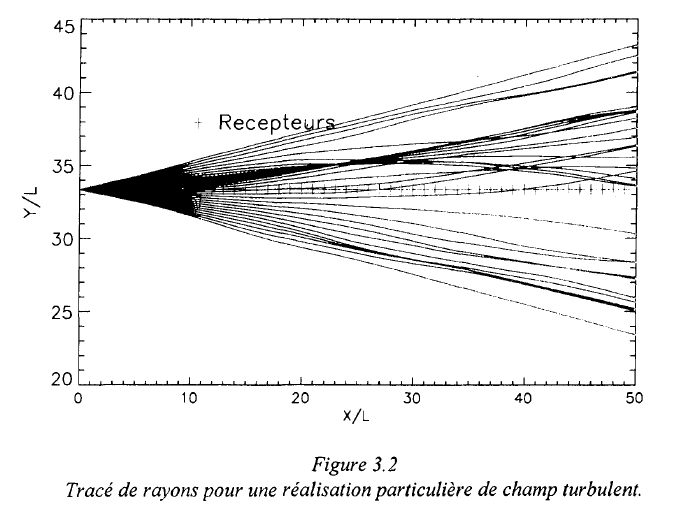 45
40
+ Recepteurs
35
Y/L
30
25
20
0 10 20 30 40 50
X/L
Figure 3.2
Tracé de rayons pour une réalisation particulière de champ turbulent.